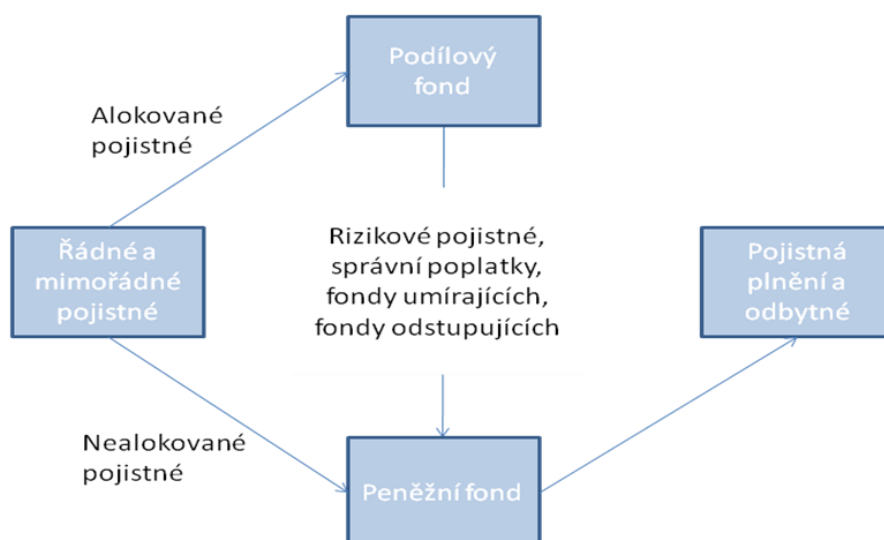 Podílový
fond
Alokované
pojistné
Řádné a
mimořádné
pojistné
Rizikové pojistné,
správní poplatky,
fondy umírajících,
fondy odstupujících
Pojistná
plnění a
odbytné
Nealokované
pojistné
Peněžní fond